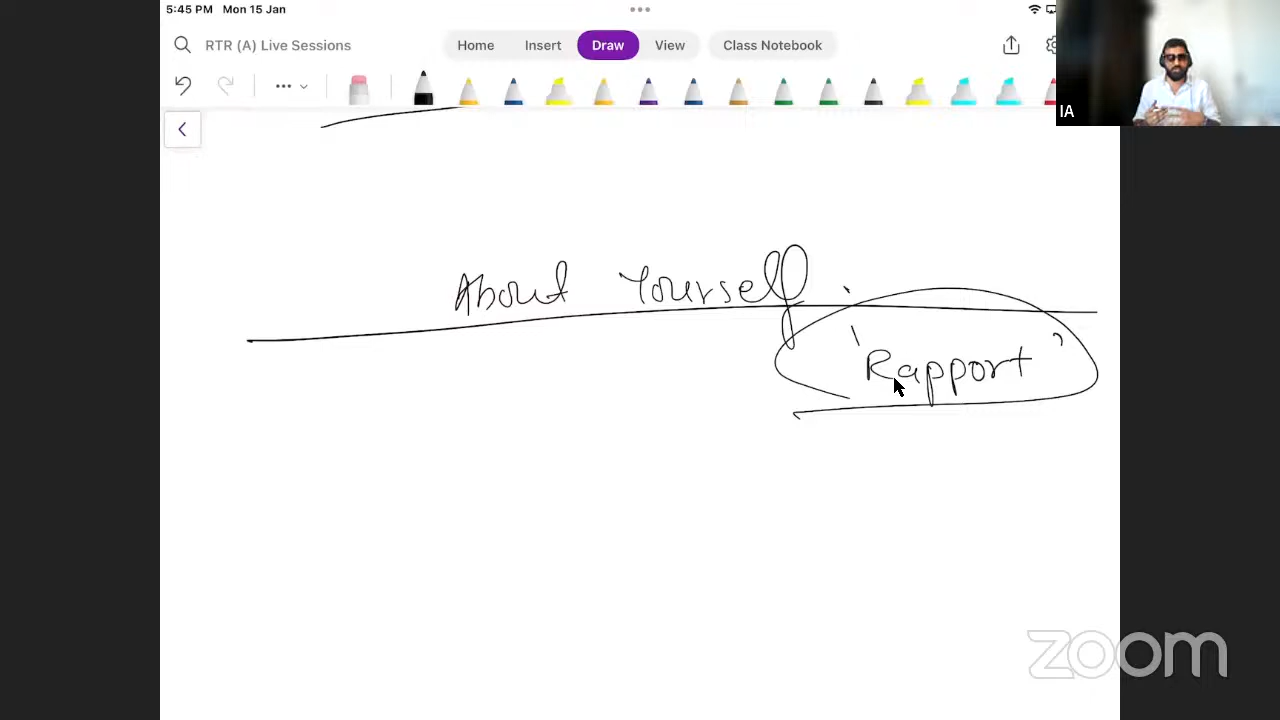 5:45 PM Mon 15 Jan
RTR (A) Live Sessions Home Insert Draw View Class Notebook
IA
About Yourself.
'Rapport'
zoom